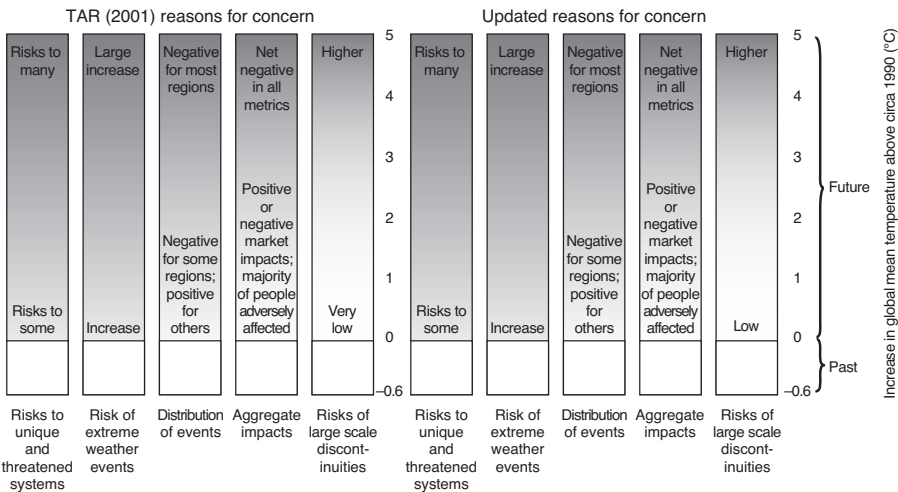 TAR (2001) reasons for concern
Risks to
many
Risks to
some
Large
increase
Increase
Negative
for most
regions
Negative
for some
regions;
positive
for
others
Net
negative
in all
metrics
Positive
or
negative
market
impacts;
majority
of people
adversely
affected
Higher
Very
low
5
4
3
2
1
0
–0.6
Risks to
unique
and
threatened
systems
Risk of
extreme
weather
events
Distribution
of events
Aggregate
impacts
Risks of
large scale
discont-
inuities
Updated reasons for concern
Risks to
many
Risks to
some
Large
increase
Increase
Negative
for most
regions
Negative
for some
regions;
positive
for
others
Net
negative
in all
metrics
Positive
or
negative
market
impacts;
majority
of people
adversely
affected
Higher
Low
5
4
3
2
1
0
–0.6
Future
Past
Increase in global mean temperature above circa 1990 (°C)
Risks to
unique
and
threatened
systems
Risk of
extreme
weather
events
Distribution
of events
Aggregate
impacts
Risks of
large scale
discont-
inuities